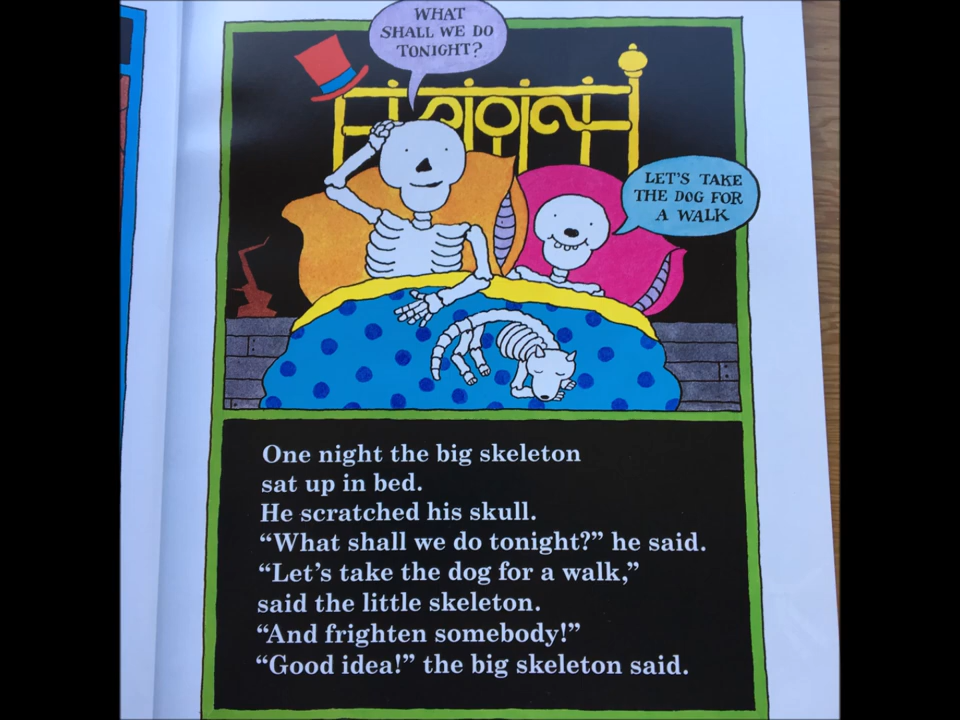 WHAT
SHALL WE DO
TONIGHT?
LET'S TAKE
THE DOG FOR
A WALK
One night the big skeleton
sat up in bed.
He scratched his skull.
“What shall we do tonight?” he said.
“Let’s take the dog for a walk,”
said the little skeleton.
“And frighten somebody!”
“Good idea!” the big skeleton said.